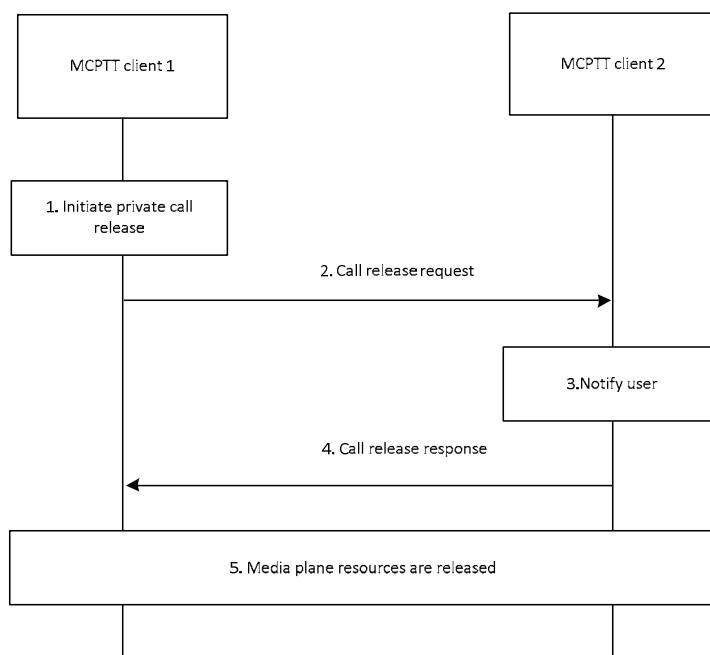 MCPTT client 1
MCPTT client 2
1. Initiate private call
release
2. Call release request
3.Notify user
4. Call release response
5. Media plane resources are released